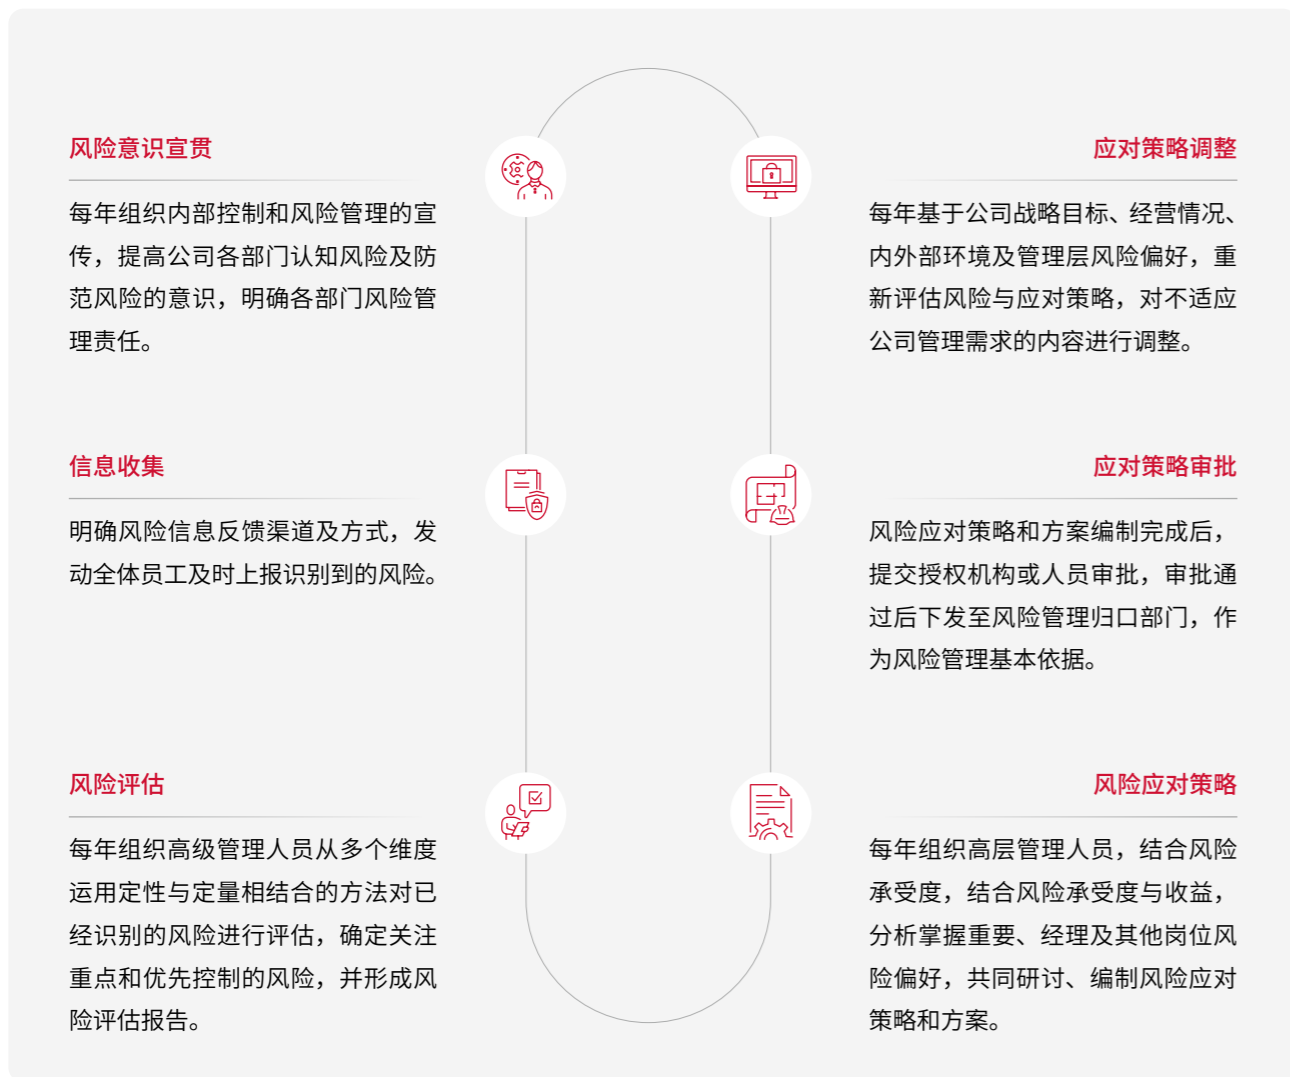 风险意识宣贯
每年组织内部控制和风险管理的宣
传，提高公司各部门认知风险及防
范风险的意识，明确各部门风险管
理责任。
信息收集
明确风险信息反馈渠道及方式，发
动全体员工及时上报识别到的风险。
风险评估
每年组织高级管理人员从多个维度
运用定性与定量相结合的方法对已
经识别的风险进行评估，确定关注
重点和优先控制的风险，并形成风
险评估报告。
应对策略调整
每年基于公司战略目标、经营情况、
内外部环境及管理层风险偏好，重
新评估风险与应对策略，对不适应
公司管理需求的内容进行调整。
应对策略审批
风险应对策略和方案编制完成后，
提交授权机构或人员审批，审批通
过后下发至风险管理归口部门，作
为风险管理基本依据。
风险应对策略
每年组织高层管理人员，结合风险
承受度，结合风险承受度与收益，
分析掌握重要、经理及其他岗位风
险偏好，共同研讨、编制风险应对
策略和方案。